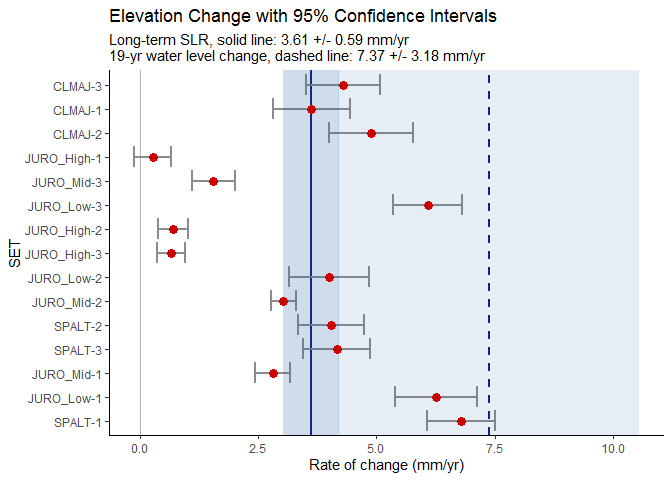 Elevation Change with 95% Confidence Intervals
Long-term SLR, solid line: 3.61 +/- 0.59 mm/yr
19-yr water level change, dashed line: 7.37 +/- 3.18 mm/yr
SET
CLMAJ-3
CLMAJ-1
CLMAJ-2
JURO_High-1
JURO_Mid-3
JURO_Low-3
JURO_High-2
JURO_High-3
JURO_Low-2
JURO_Mid-2
SPALT-2
SPALT-3
JURO_Mid-1
JURO_Low-1
SPALT-1
0.0 2.5 5.0 7.5 10.0
Rate of change (mm/yr)